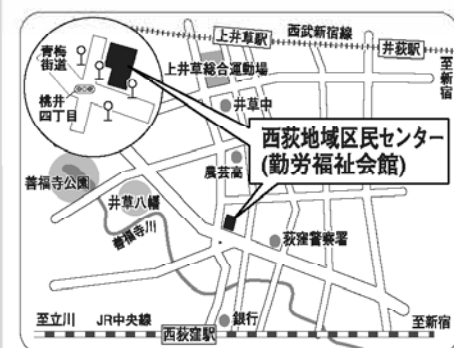 上井草駅
西武新宿線
井荻駅
至新宿
青梅
街道
桃井
四丁目
上井草総合運動場
井草中
西荻地域区民センター
(勤労福祉会館)
農芸高
善福寺公園
井草八幡
善福寺川
荻窪警察署
至立川
JR中央線
西荻窪駅
銀行
至新宿